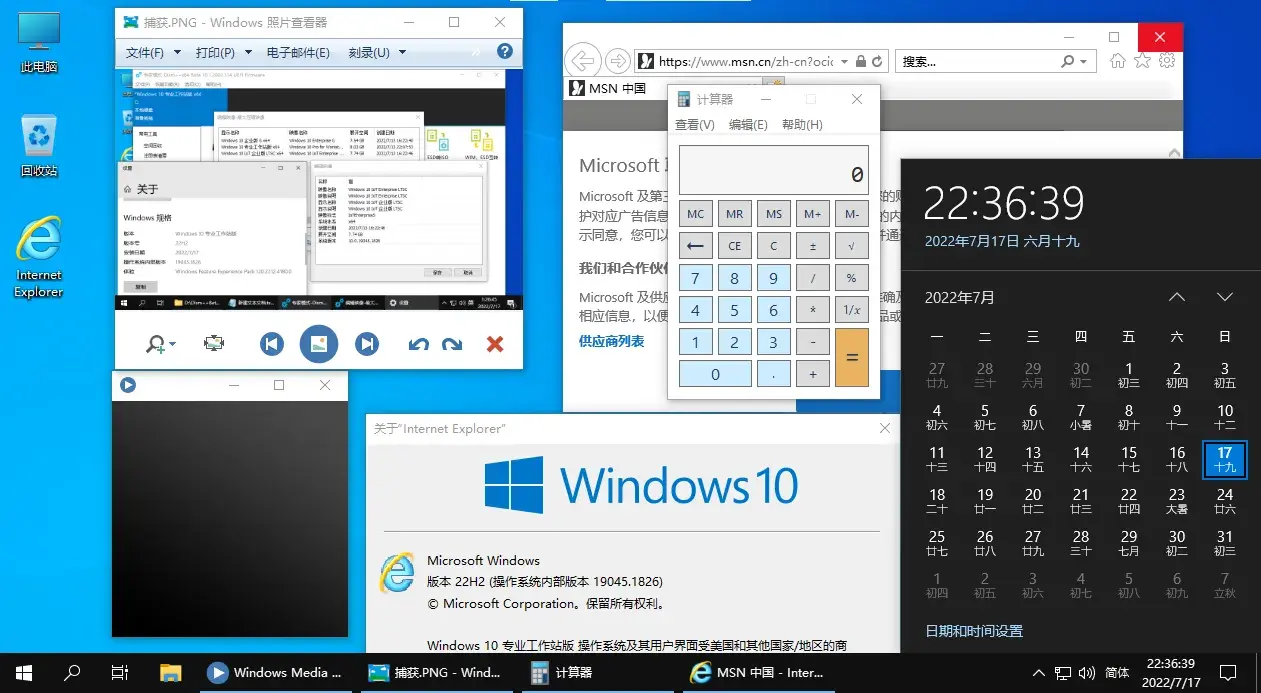 此电脑
回收站
Internet
Explorer
捕获.PNG - Windows 照片查看器
文件(F) 打印(P) 电子邮件(E) 刻录(U)
关于
Windows 规格
https://www.msn.cn/zh-cn?ocic
搜索...
MSN 中国
Microsoft
Microsoft 及第三
护对应广告信息
示同意，您可以
我们和合作伙伴
Microsoft 及供应
相应信息，以便
供应商列表
计算器
查看(V) 编辑(E) 帮助(H)
0
MC MR MS M+ M-
← CE C ± √
7 8 9 / %
4 5 6 * 1/x
1 2 3 - =
0 . +
关于"Internet Explorer"
Windows 10
Microsoft Windows
版本 22H2 (操作系统内部版本 19045.1826)
© Microsoft Corporation。保留所有权利。
Windows 10 专业工作站版 操作系统及其用户界面受美国和其他国家/地区的商
22:36:39
2022年7月17日 六月十九
2022年7月
一 二 三 四 五 六 日
27 28 29 30 1 2 3
廿九 三十 六月 初二 初三 初四 初五
4 5 6 7 8 9 10
初六 初七 初八 小暑 初十 十一 十二
11 12 13 14 15 16 17
十三 十四 十五 十六 十七 十八 十九
18 19 20 21 22 23 24
二十 廿一 廿二 廿三 廿四 大暑 廿六
25 26 27 28 29 30 31
廿七 廿八 廿九 三十 七月 初二 初三
1 2 3 4 5 6 7
初四 初五 初六 初七 初八 初九 立秋
日期和时间设置
Windows Media ...
捕获.PNG - Wind...
计算器
MSN 中国 - Inter...
简体
22:36:39
2022/7/17